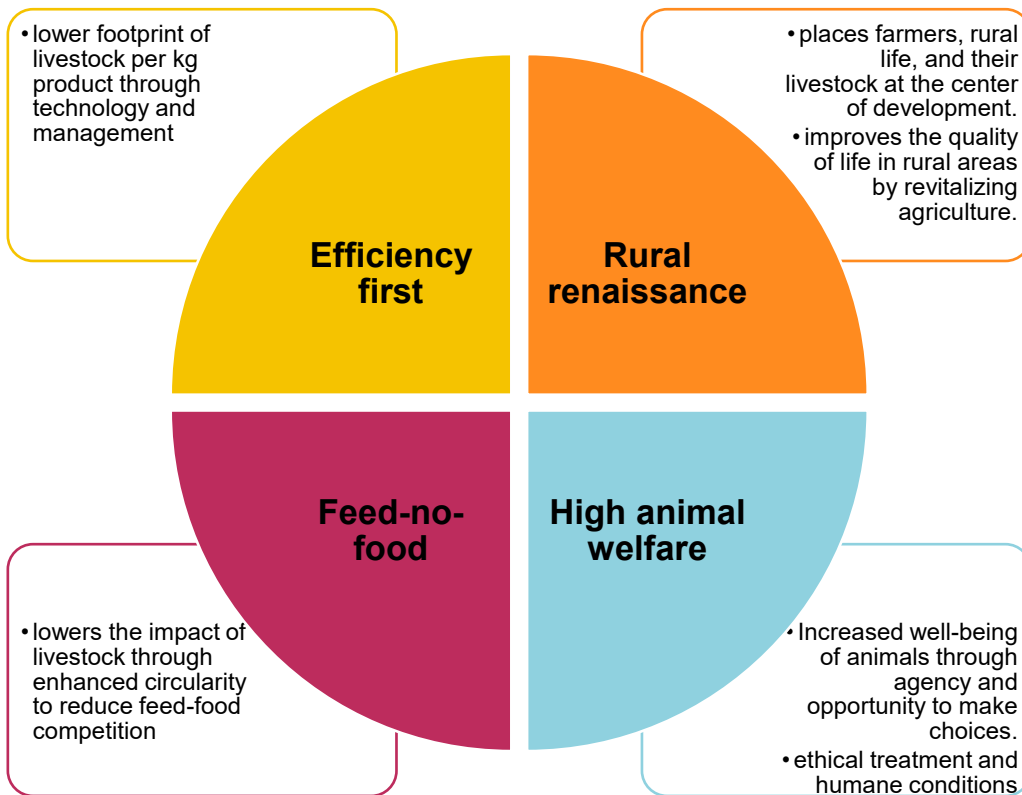 • lower footprint of
livestock per kg
product through
technology and
management
• places farmers, rural
life, and their
livestock at the center
of development.
• improves the quality
of life in rural areas
by revitalizing
agriculture.
Efficiency
first
Rural
renaissance
Feed-no-
food
High animal
welfare
• lowers the impact of
livestock through
enhanced circularity
to reduce feed-food
competition
• Increased well-being
of animals through
agency and
opportunity to make
choices.
• ethical treatment and
humane conditions